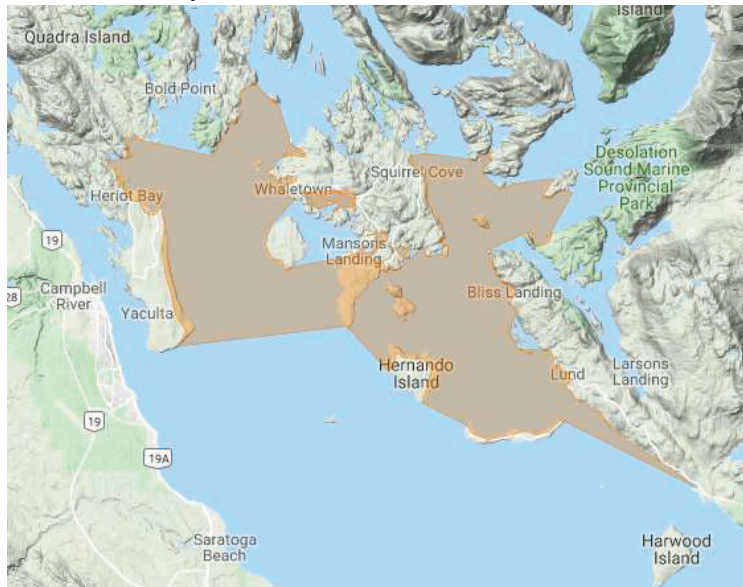 Island
Quadra Island
Bold Point
Desolation
Sound Marine
Provincial
Park
Squirrel Cove
Whaletown
Heriot Bay
19
Mansons
Landing
28
Campbell
River
Bliss Landing
Yaculta
Hernando
Island
Lund
Larsons
Landing
19
19A
Saratoga
Beach
Harwood
Island